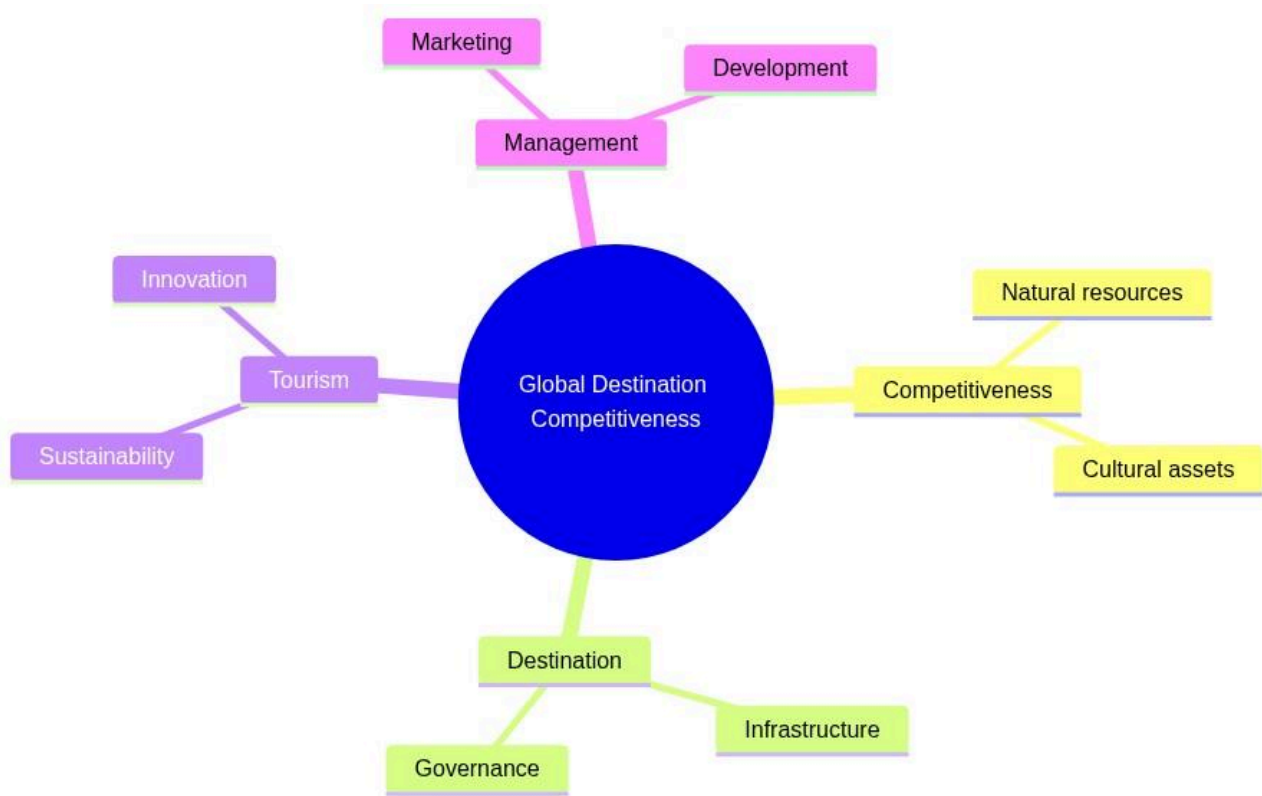 Marketing
Development
Management
Innovation
Natural resources
Tourism
Global Destination
Competitiveness
Competitiveness
Sustainability
Cultural assets
Destination
Infrastructure
Governance